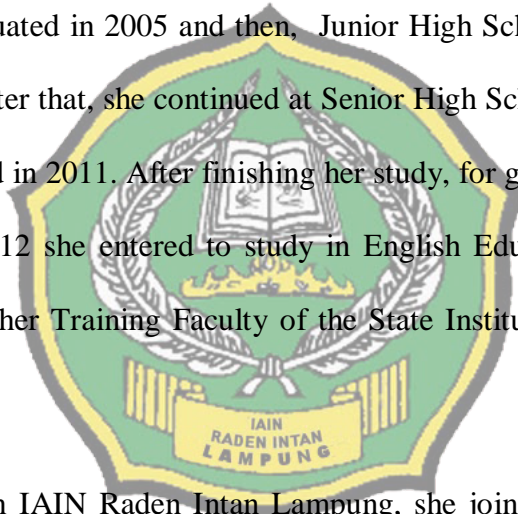 uated in 2005 and then, Junior High Scl
ter that, she continued at Senior High Sc
d in 2011. After finishing her study, for g
12 she entered to study in English Edu
her Training Faculty of the State Institu
IAIN
RADEN INTAN
LAMPUNG
n IAIN Raden Intan Lampung, she join